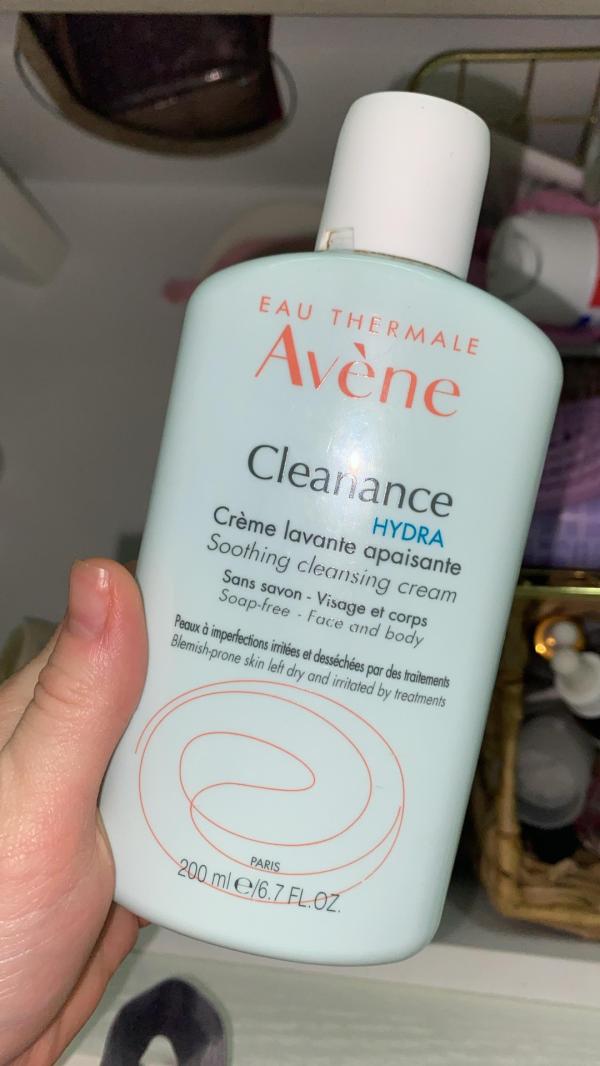 EAU THERMALE
Avène
Cleanance
HYDRA
Crème lavante apaisante
Soothing cleansing cream
Sans savon - Visage et corps
Soap-free - Face and body
Peaux à imperfections irritées et desséchées par des traitements
Blemish-prone skin left dry and irritated by treatments
PARIS
200 ml e/6.7 FL.OZ.